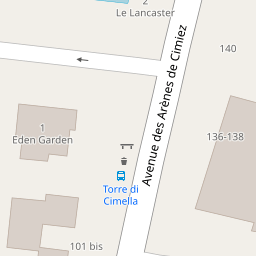 2
Le Lancaster
140
Avenue des Arènes de Cimiez
1
Eden Garden
136-138
Torre di
Cimella
101 bis